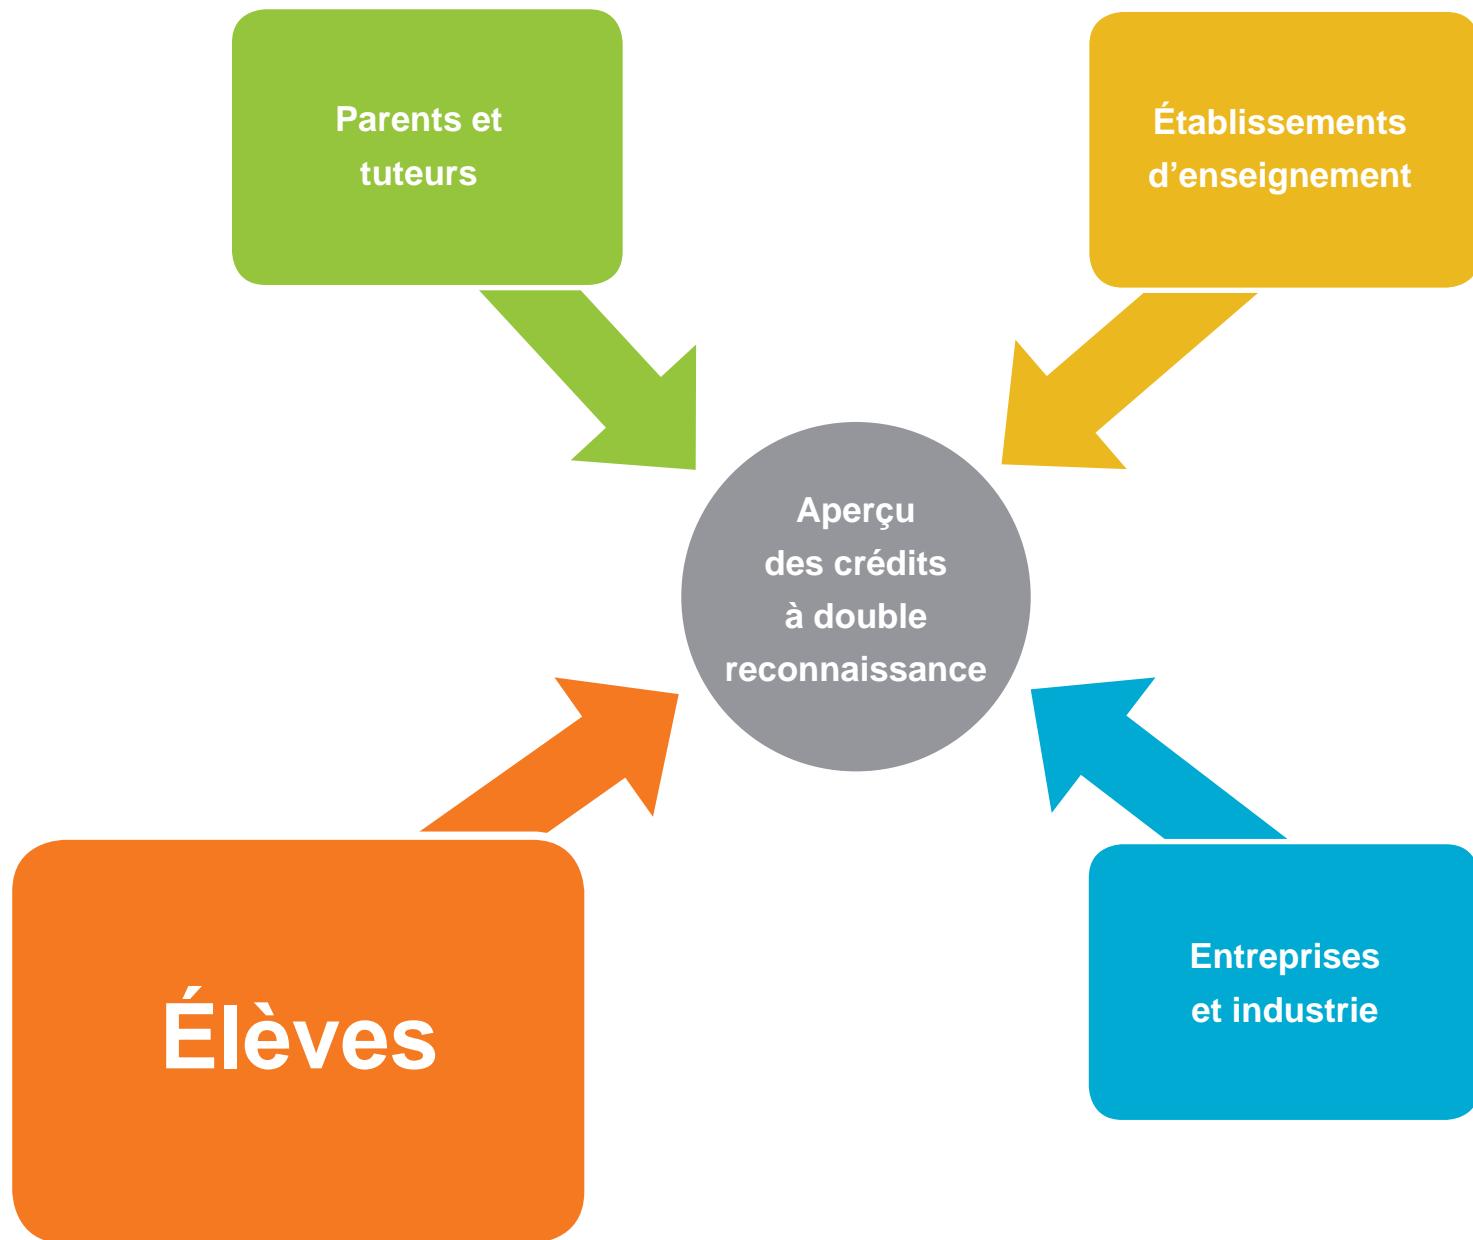 Parents et
tuteurs
Établissements
d’enseignement
Aperçu
des crédits
à double
reconnaissance
Élèves
Entreprises
et industrie